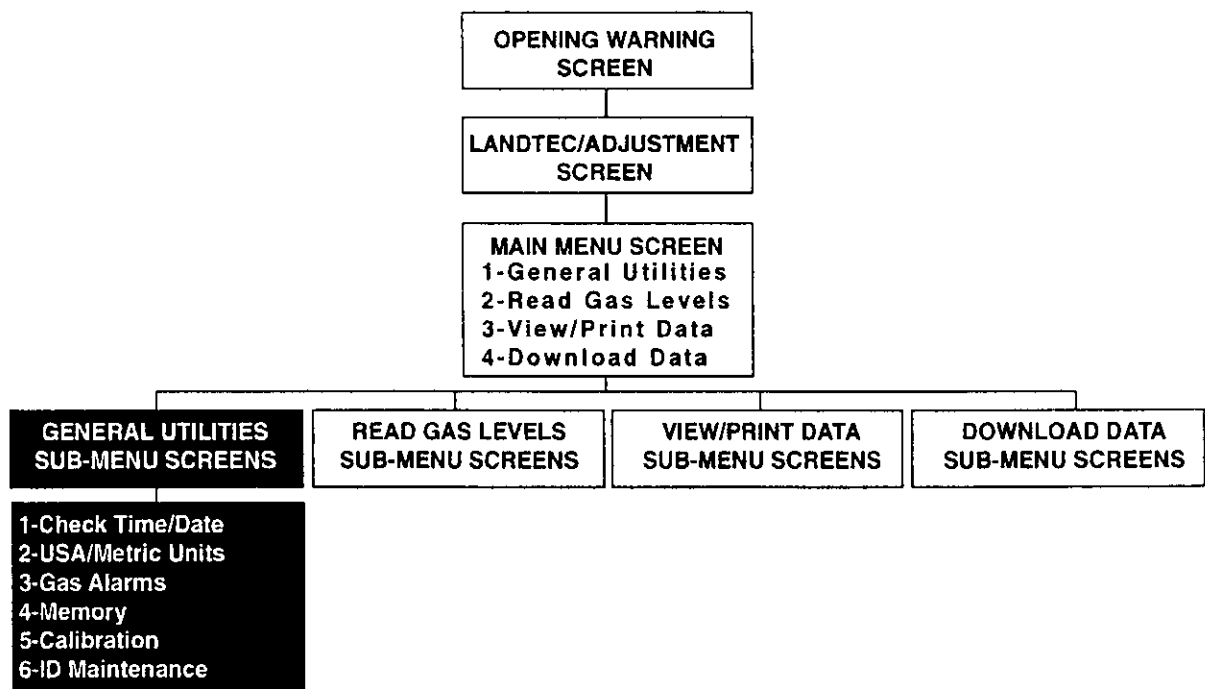 OPENING WARNING
SCREEN
LANDTEC/ADJUSTMENT
SCREEN
MAIN MENU SCREEN
1-General Utilities
2-Read Gas Levels
3-View/Print Data
4-Download Data
GENERAL UTILITIES
SUB-MENU SCREENS
READ GAS LEVELS
SUB-MENU SCREENS
VIEW/PRINT DATA
SUB-MENU SCREENS
DOWNLOAD DATA
SUB-MENU SCREENS
1-Check Time/Date
2-USA/Metric Units
3-Gas Alarms
4-Memory
5-Calibration
6-ID Maintenance